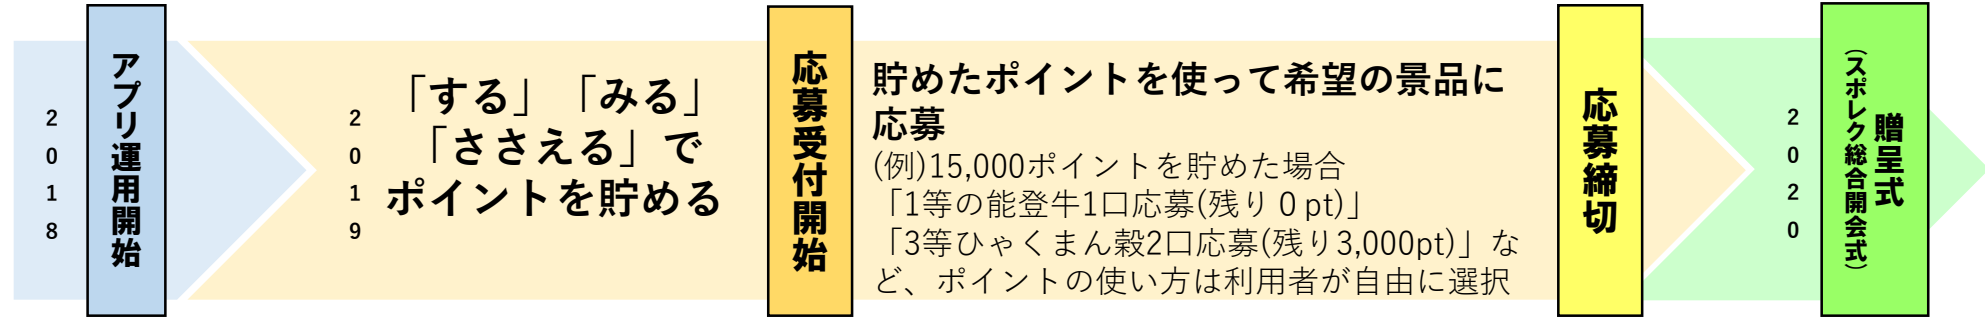 2018
アプリ運用開始
2019
「する」「みる」
「ささえる」で
ポイントを貯める
応募受付開始
貯めたポイントを使って希望の景品に
応募
(例)15,000ポイントを貯めた場合
「1等の能登牛1口応募(残り０pt)」
「3等ひゃくまん穀2口応募(残り3,000pt)」な
ど、ポイントの使い方は利用者が自由に選択
応募締切
2020
贈呈式
(スポレク総合開会式)